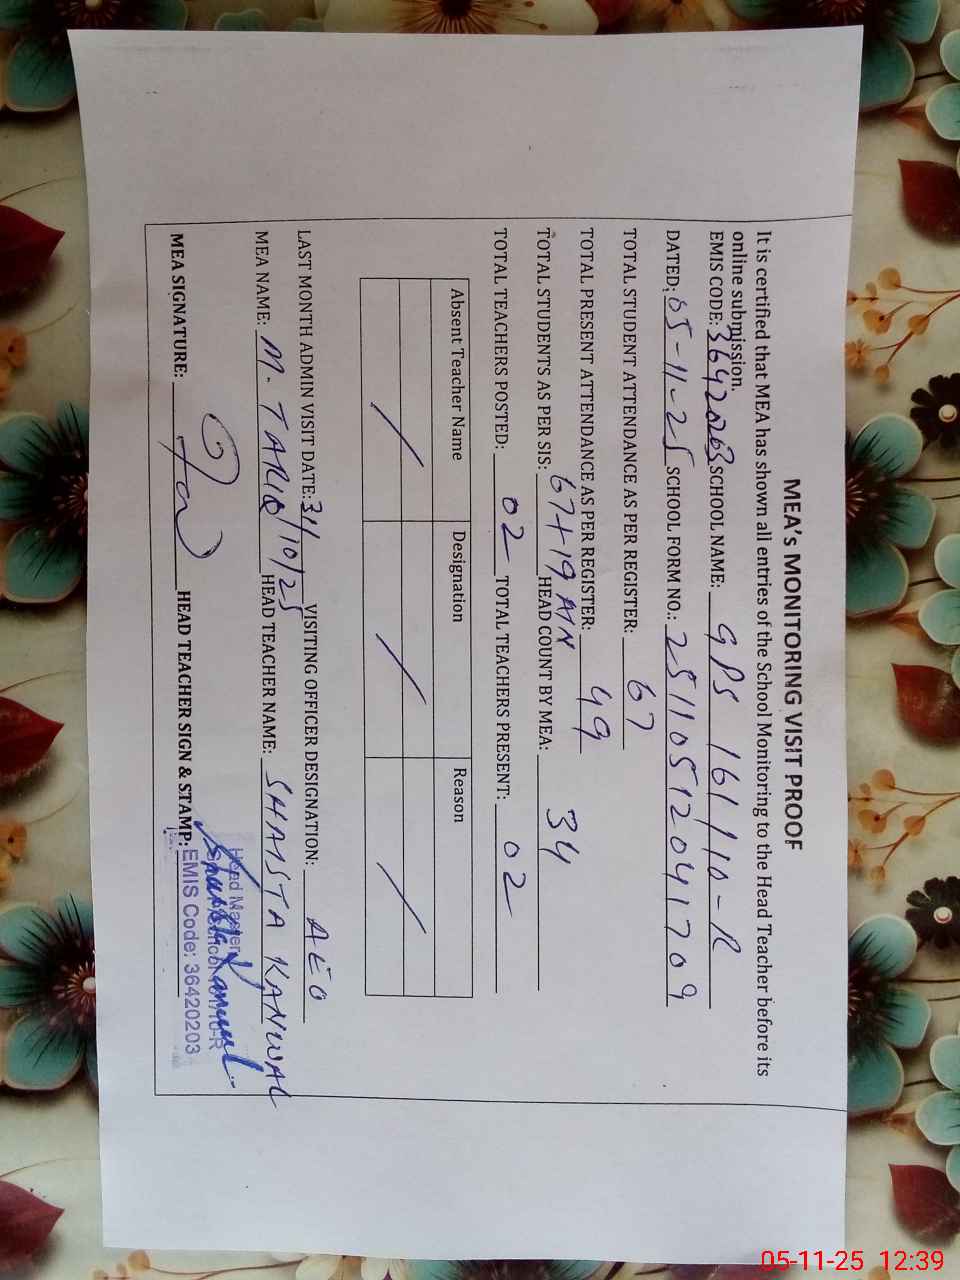 MEA's MONITORING VISIT PROOF
It is certified that MEA has shown all entries of the School Monitoring to the Head Teacher before its
online submission.
EMIS CODE: 36420203 SCHOOL NAME: GPS 161/10-R
DATED: 05-11-25 SCHOOL FORM NO.: 25110512041709
TOTAL STUDENT ATTENDANCE AS PER REGISTER: 67
TOTAL PRESENT ATTENDANCE AS PER REGISTER: 49
TOTAL STUDENTS AS PER SIS: 67+19 HEAD COUNT BY MEA: 34
TOTAL TEACHERS POSTED: 02 TOTAL TEACHERS PRESENT: 02
Absent Teacher Name Designation Reason
/ / /
LAST MONTH ADMIN VISIT DATE: 31/10/25 VISITING OFFICER DESIGNATION: AEO
MEA NAME: M. TARIQ HEAD TEACHER NAME: SHAISTA KANWAL
MEA SIGNATURE: HEAD TEACHER SIGN & STAMP:
Head Master
EMIS Code: 36420203
05-11-25 12:39